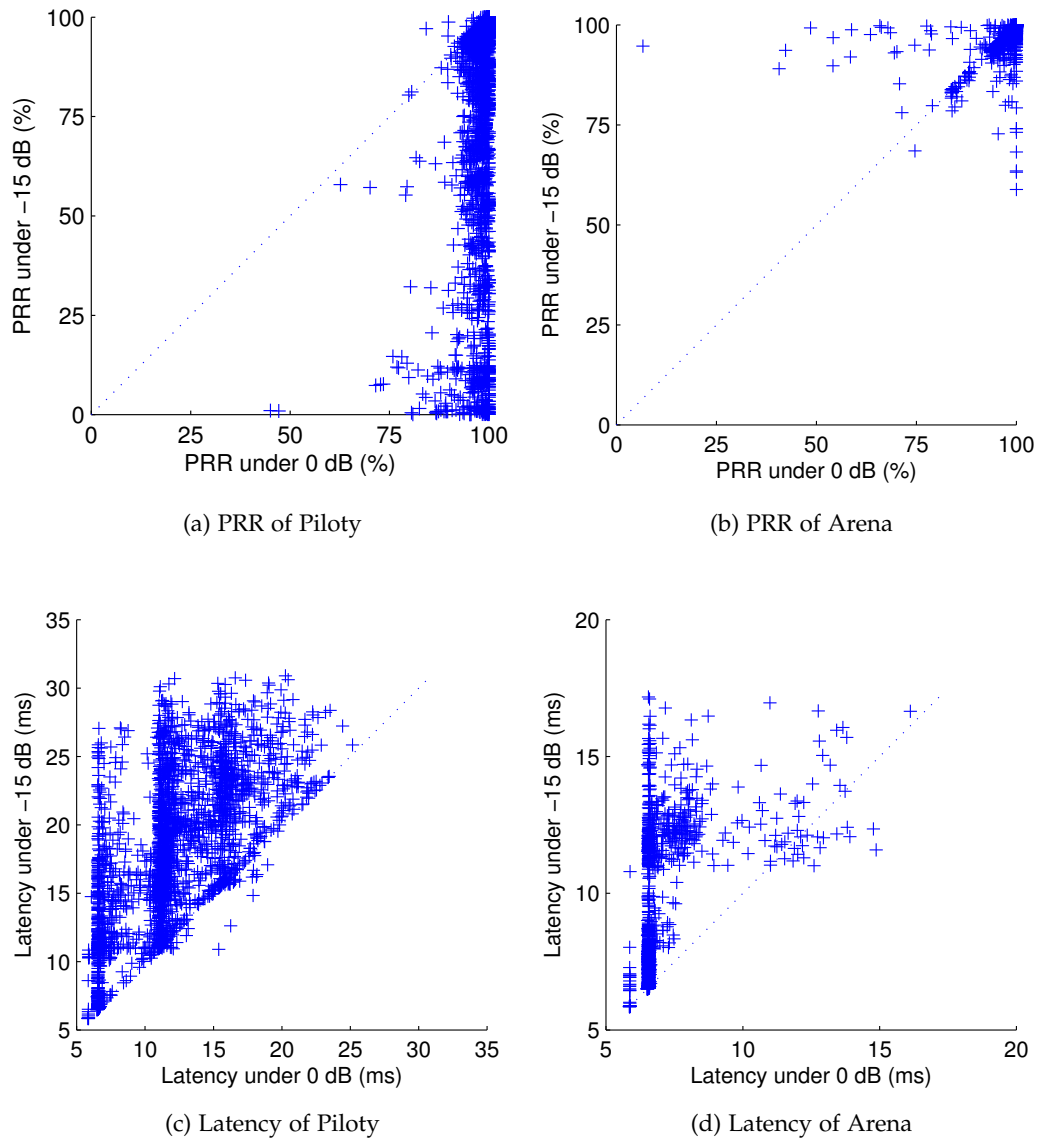 100
75
50
25
0
PRR under −15 dB (%)
0 25 50 75 100
PRR under 0 dB (%)
(a) PRR of Piloty
100
75
50
25
0
PRR under −15 dB (%)
0 25 50 75 100
PRR under 0 dB (%)
(b) PRR of Arena
35
30
25
20
15
10
5
Latency under −15 dB (ms)
5 10 15 20 25 30 35
Latency under 0 dB (ms)
(c) Latency of Piloty
20
15
10
5
Latency under −15 dB (ms)
5 10 15 20
Latency under 0 dB (ms)
(d) Latency of Arena